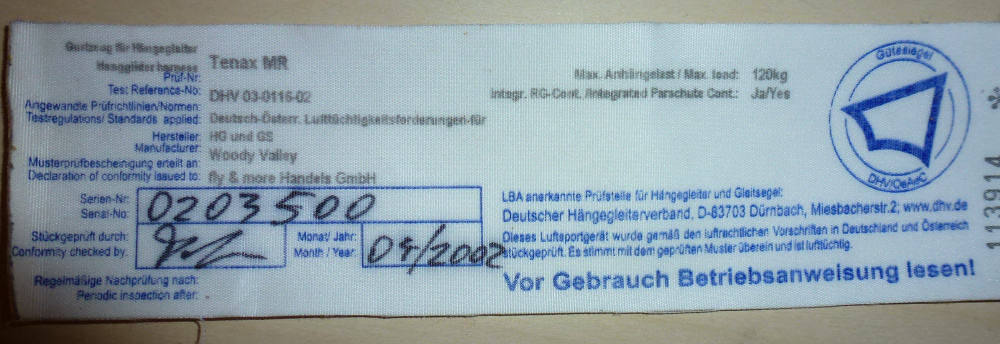 Gurtzeug für Hängegleiter
Hangglider harness Tenax MR
Prüf-Nr:
Test Reference-No: DHV 03-0116-02
Angewandte Prüfrichtlinien/Normen:
Testregulations/ Standards applied: Deutsch-Österr. Lufttüchtigkeitsforderungen-für
Hersteller: HG und GS
Manufacturer:
Woody Valley
Musterprüfbescheinigung erteilt an:
Declaration of conformity issued to: fly & more Handels GmbH
Serien-Nr:
Serial-No: 0203500
Stückgeprüft durch:
Conformity checked by:
Monat/ Jahr:
Month / Year: 04/2002
Regelmäßige Nachprüfung nach:
Periodic inspection after:
Max. Anhängelast / Max. load: 120kg
Integr. RG-Cont. /Integrated Parachute Cont.: Ja/Yes
Gütesiegel
DHV/OeAeC
LBA anerkannte Prüfstelle für Hängegleiter und Gleitsegel:
Deutscher Hängegleiterverband, D-83703 Dürnbach, Miesbacherstr.2; www.dhv.de
Dieses Luftsportgerät wurde gemäß den luftrechtlichen Vorschriften in Deutschland und Österreich
stückgeprüft. Es stimmt mit dem geprüften Muster überein und ist lufttüchtig.
Vor Gebrauch Betriebsanweisung lesen!
113914